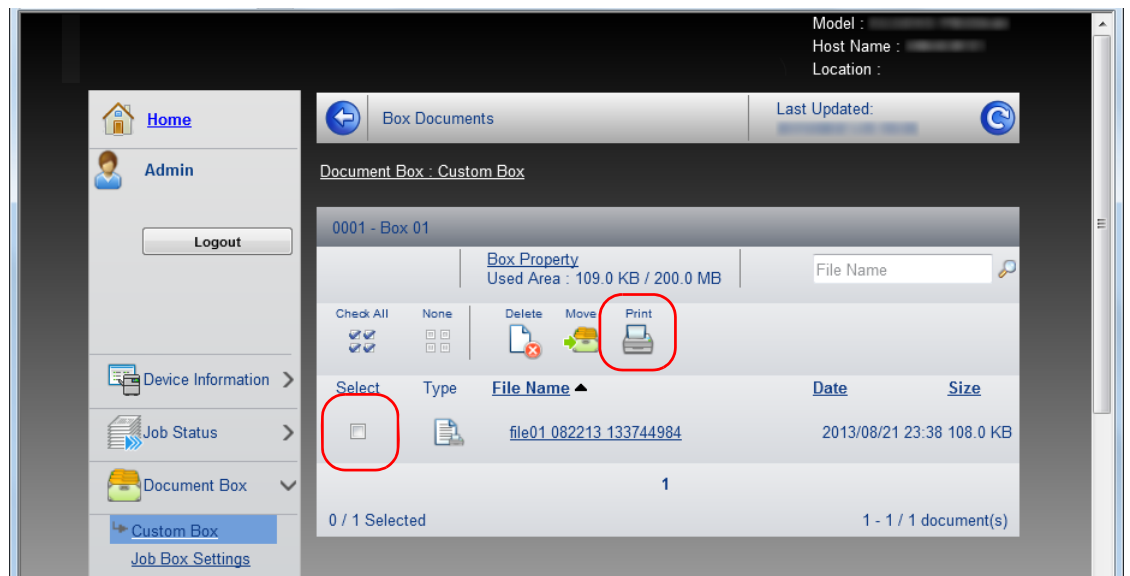 Model :
Host Name :
Location :
Home
Admin
Logout
Device Information
Job Status
Document Box
Custom Box
Job Box Settings
Box Documents
Last Updated:
Document Box : Custom Box
0001 - Box 01
Box Property
Used Area : 109.0 KB / 200.0 MB
File Name
Check All None Delete Move Print
Select Type File Name Date Size
file01 082213 133744984 2013/08/21 23:38 108.0 KB
1
0 / 1 Selected 1 - 1 / 1 document(s)